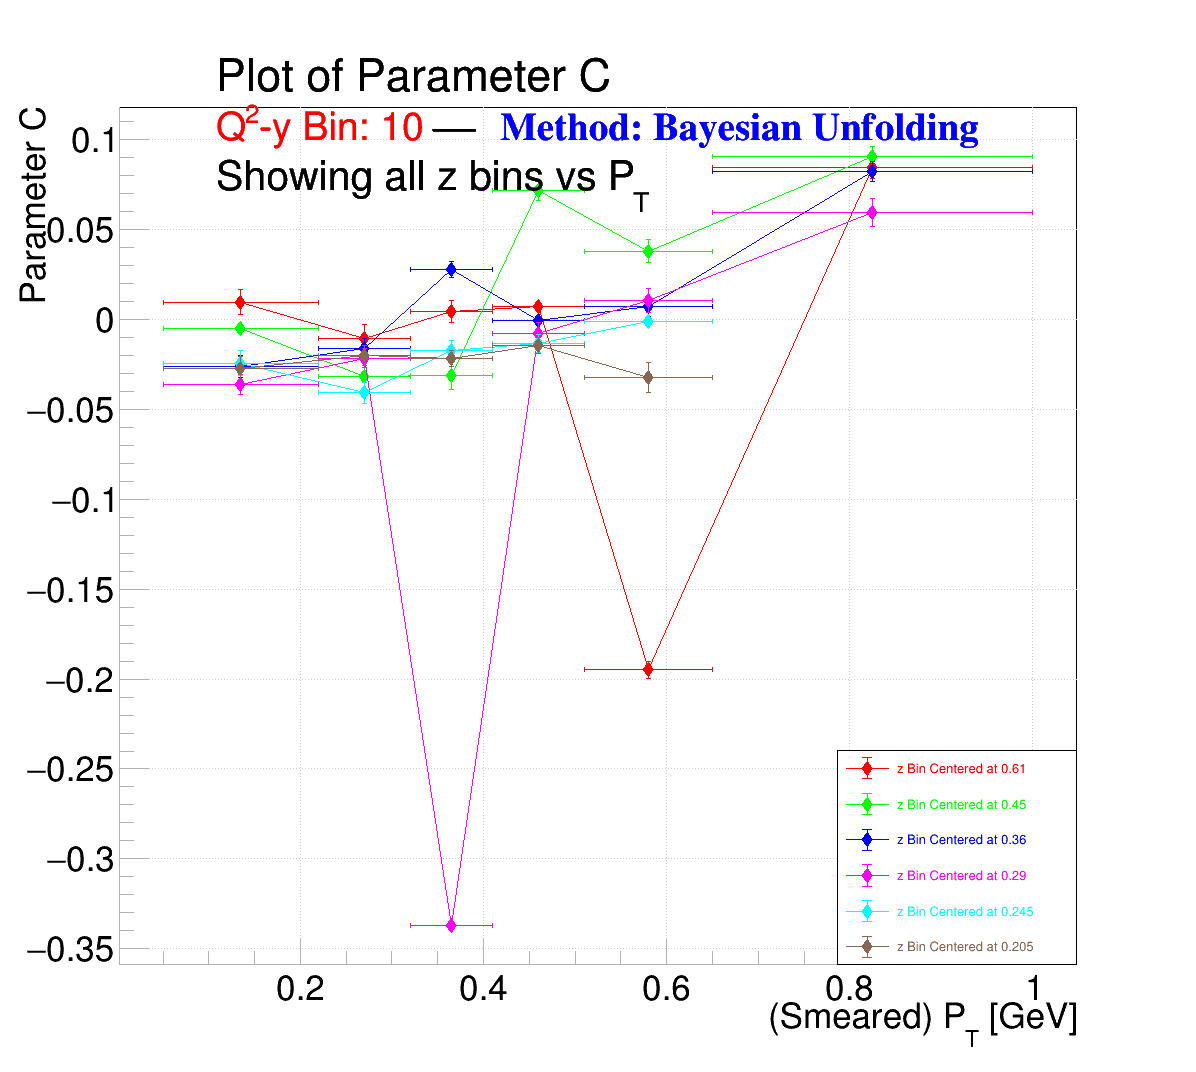 Plot of Parameter C
Q²-y Bin: 10 — Method: Bayesian Unfolding
Showing all z bins vs P_T
Parameter C
0.1
0.05
0
−0.05
−0.1
−0.15
−0.2
−0.25
−0.3
−0.35
z Bin Centered at 0.61
z Bin Centered at 0.45
z Bin Centered at 0.36
z Bin Centered at 0.29
z Bin Centered at 0.245
z Bin Centered at 0.205
0.2 0.4 0.6 0.8 1
(Smeared) P_T [GeV]